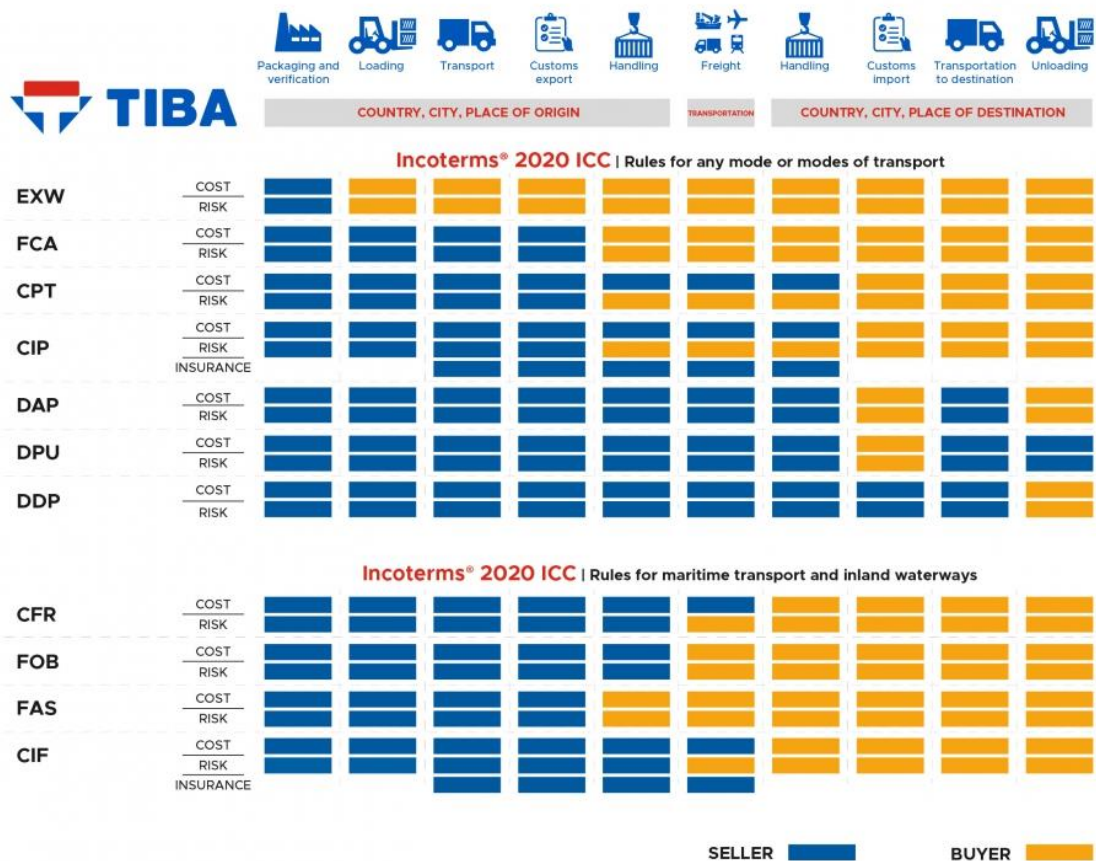 Packaging and verification
Loading
Transport
Customs export
Handling
Freight
Handling
Customs import
Transportation to destination
Unloading
TIBA
COUNTRY, CITY, PLACE OF ORIGIN
TRANSPORTATION
COUNTRY, CITY, PLACE OF DESTINATION
Incoterms® 2020 ICC | Rules for any mode or modes of transport
EXW
COST
RISK
FCA
COST
RISK
CPT
COST
RISK
CIP
COST
RISK
INSURANCE
DAP
COST
RISK
DPU
COST
RISK
DDP
COST
RISK
Incoterms® 2020 ICC | Rules for maritime transport and inland waterways
CFR
COST
RISK
FOB
COST
RISK
FAS
COST
RISK
CIF
COST
RISK
INSURANCE
SELLER
BUYER